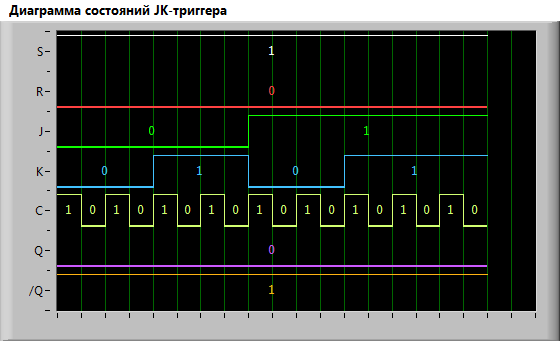 Диаграмма состояний JK-триггера
S 1
R 0
J 0 1
K 0 1 0 1
C 1 0 1 0 1 0 1 0 1 0 1 0 1 0 1 0 1 0
Q 0
/Q 1